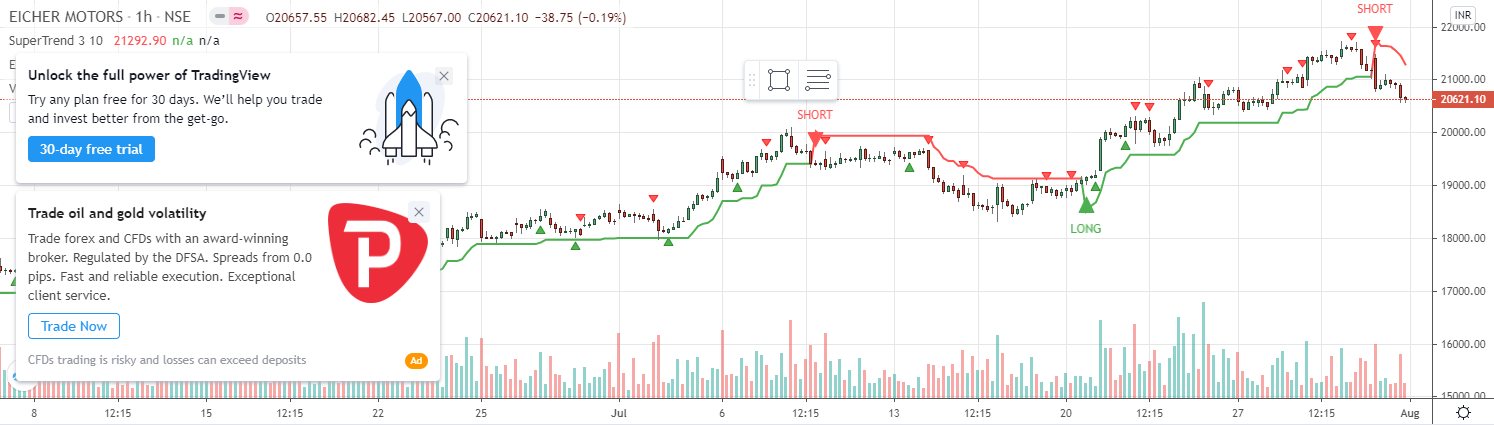 EICHER MOTORS · 1h · NSE
O20657.55 H20682.45 L20567.00 C20621.10 −38.75 (−0.19%)
SuperTrend 3 10 21292.90 n/a n/a
E
V
Unlock the full power of TradingView
Try any plan free for 30 days. We'll help you trade
and invest better from the get-go.
30-day free trial
Trade oil and gold volatility
Trade forex and CFDs with an award-winning
broker. Regulated by the DFSA. Spreads from 0.0
pips. Fast and reliable execution. Exceptional
client service.
P
Trade Now
CFDs trading is risky and losses can exceed deposits
Ad
SHORT
LONG
SHORT
INR
22000.00
21000.00
20621.10
20000.00
19000.00
18000.00
17000.00
16000.00
15000.00
8 12:15 15 12:15 22 25 Jul 6 12:15 13 12:15 20 12:15 27 12:15 Aug